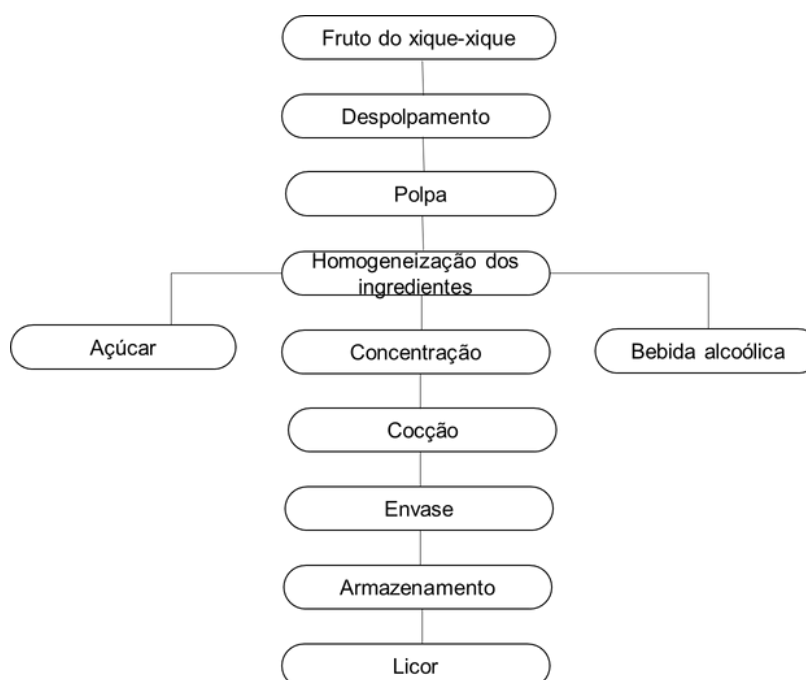 Fruto do xique-xique
Despolpamento
Polpa
Homogeneização dos
ingredientes
Açúcar
Concentração
Bebida alcoólica
Cocção
Envase
Armazenamento
Licor